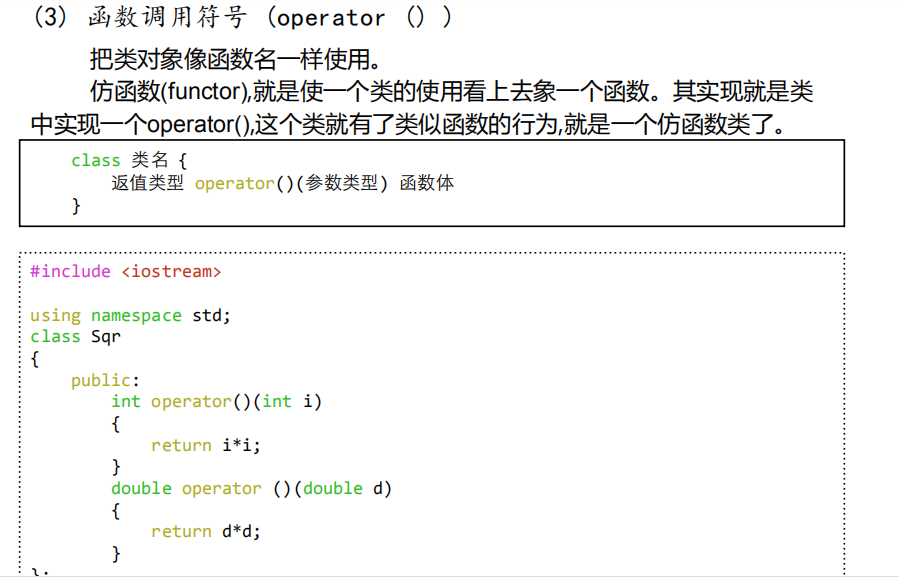 (3) 函数调用符号 (operator () )
把类对象像函数名一样使用。
仿函数(functor),就是使一个类的使用看上去象一个函数。其实现就是类
中实现一个operator(),这个类就有了类似函数的行为,就是一个仿函数类了。
class 类名 {
返值类型 operator()(参数类型) 函数体
}
#include <iostream>
using namespace std;
class Sqr
{
public:
int operator()(int i)
{
return i*i;
}
double operator ()(double d)
{
return d*d;
}
};